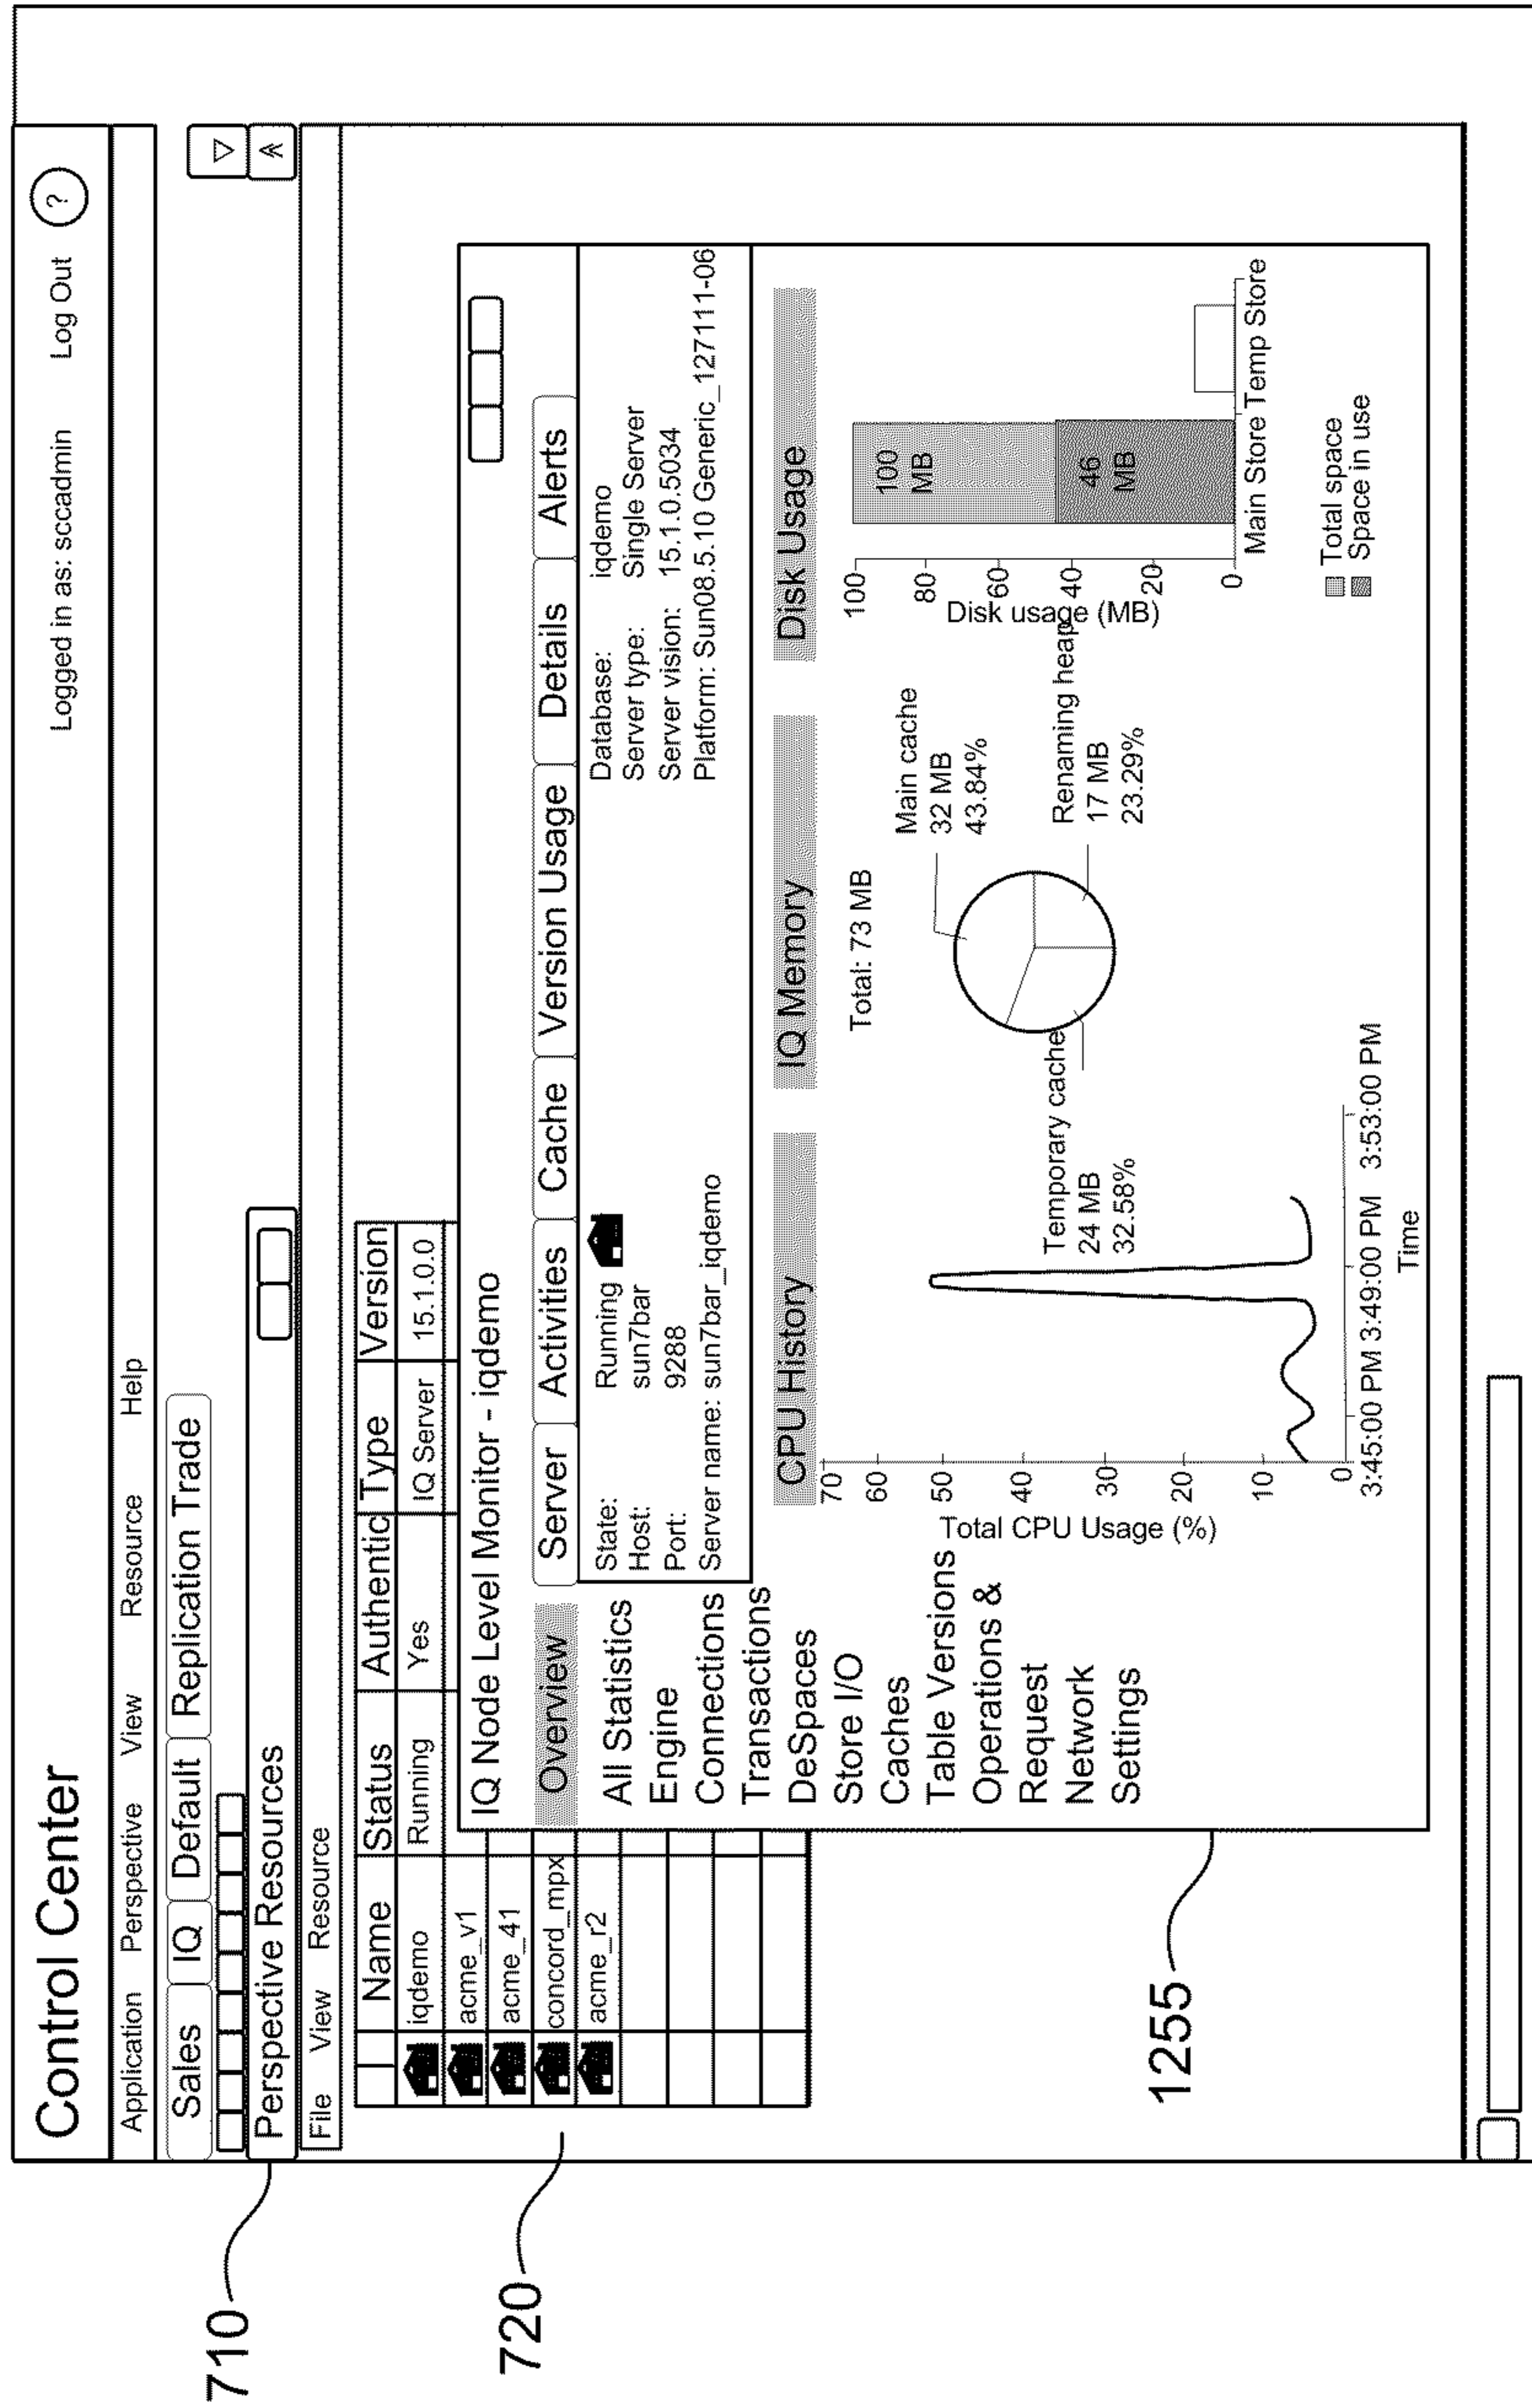 Control Center
Logged in as: sccadmin Log Out ?
Application Perspective View Resource Help
Sales IQ Default Replication Trade
Perspective Resources
File View Resource
Name Status Authentic Type Version
iqdemo Running Yes IQ Server 15.1.0.0
acme_v1
acme_41
concord_mpx
acme_r2
IQ Node Level Monitor - iqdemo
Overview
All Statistics
Engine
Connections
Transactions
DeSpaces
Store I/O
Caches
Table Versions
Operations &
Request
Network
Settings
Server Activities Cache Version Usage Details Alerts
State: Running
Host: sun7bar
Port: 9288
Server name: sun7bar_iqdemo
Database: iqdemo
Server type: Single Server
Server vision: 15.1.0.5034
Platform: Sun08.5.10 Generic_127111-06
CPU History
70
60
50
40
30
20
10
0
Total CPU Usage (%)
3:45:00 PM 3:49:00 PM 3:53:00 PM
Time
IQ Memory
Total: 73 MB
Main cache
32 MB
43.84%
Renaming heap
17 MB
23.29%
Temporary cache
24 MB
32.58%
Disk Usage
100
80
60
40
20
0
Disk usage (MB)
100
MB
46
MB
Main Store Temp Store
Total space
Space in use
710
720
1255